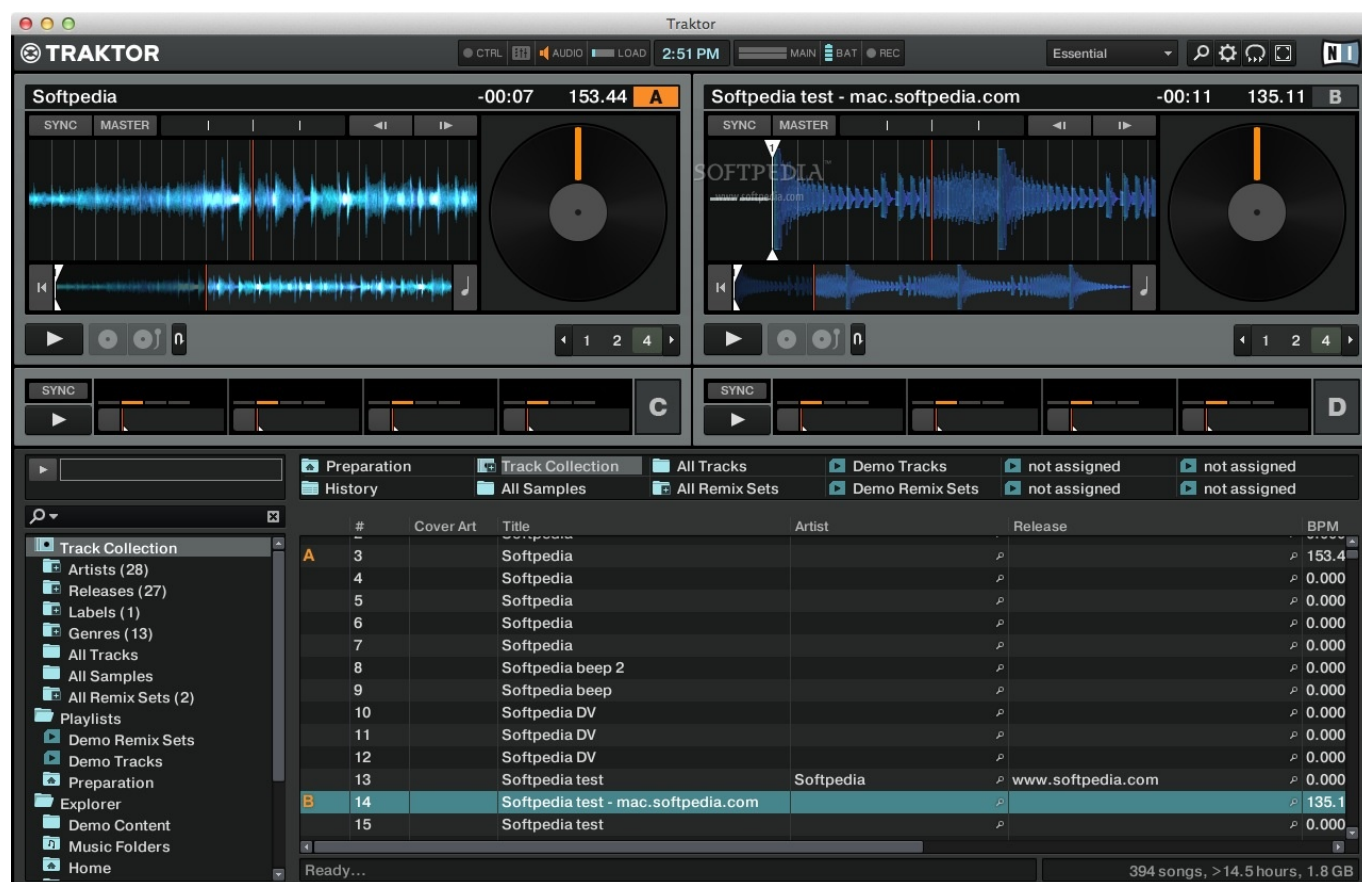 Traktor
TRAKTOR
CTRL AUDIO LOAD 2:51 PM MAIN BAT REC Essential NI
Softpedia -00:07 153.44 A
SYNC MASTER
1 2 4
Softpedia test - mac.softpedia.com -00:11 135.11 B
SYNC MASTER
1
SOFTPEDIA™
www.softpedia.com
1 2 4
SYNC
C
SYNC
D
Preparation Track Collection All Tracks Demo Tracks not assigned not assigned
History All Samples All Remix Sets Demo Remix Sets not assigned not assigned
Track Collection
Artists (28)
Releases (27)
Labels (1)
Genres (13)
All Tracks
All Samples
All Remix Sets (2)
Playlists
Demo Remix Sets
Demo Tracks
Preparation
Explorer
Demo Content
Music Folders
Home
# Cover Art Title Artist Release BPM
A 3 Softpedia 153.4
4 Softpedia 0.000
5 Softpedia 0.000
6 Softpedia 0.000
7 Softpedia 0.000
8 Softpedia beep 2 0.000
9 Softpedia beep 0.000
10 Softpedia DV 0.000
11 Softpedia DV 0.000
12 Softpedia DV 0.000
13 Softpedia test Softpedia www.softpedia.com 0.000
B 14 Softpedia test - mac.softpedia.com 135.1
15 Softpedia test 0.000
Ready...
394 songs, >14.5 hours, 1.8 GB